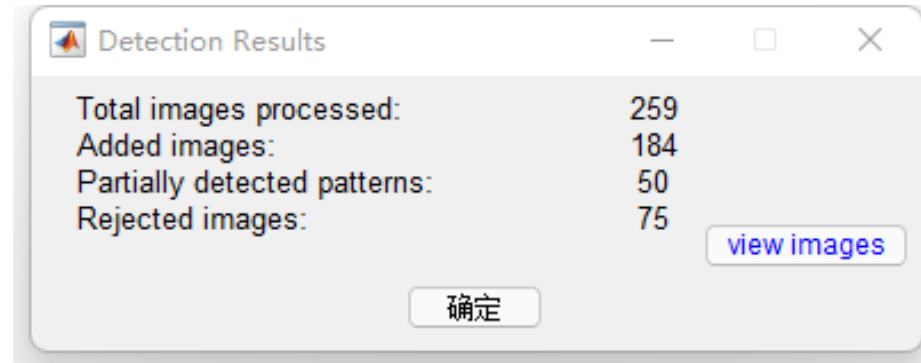 Detection Results
Total images processed: 259
Added images: 184
Partially detected patterns: 50
Rejected images: 75
view images
确定